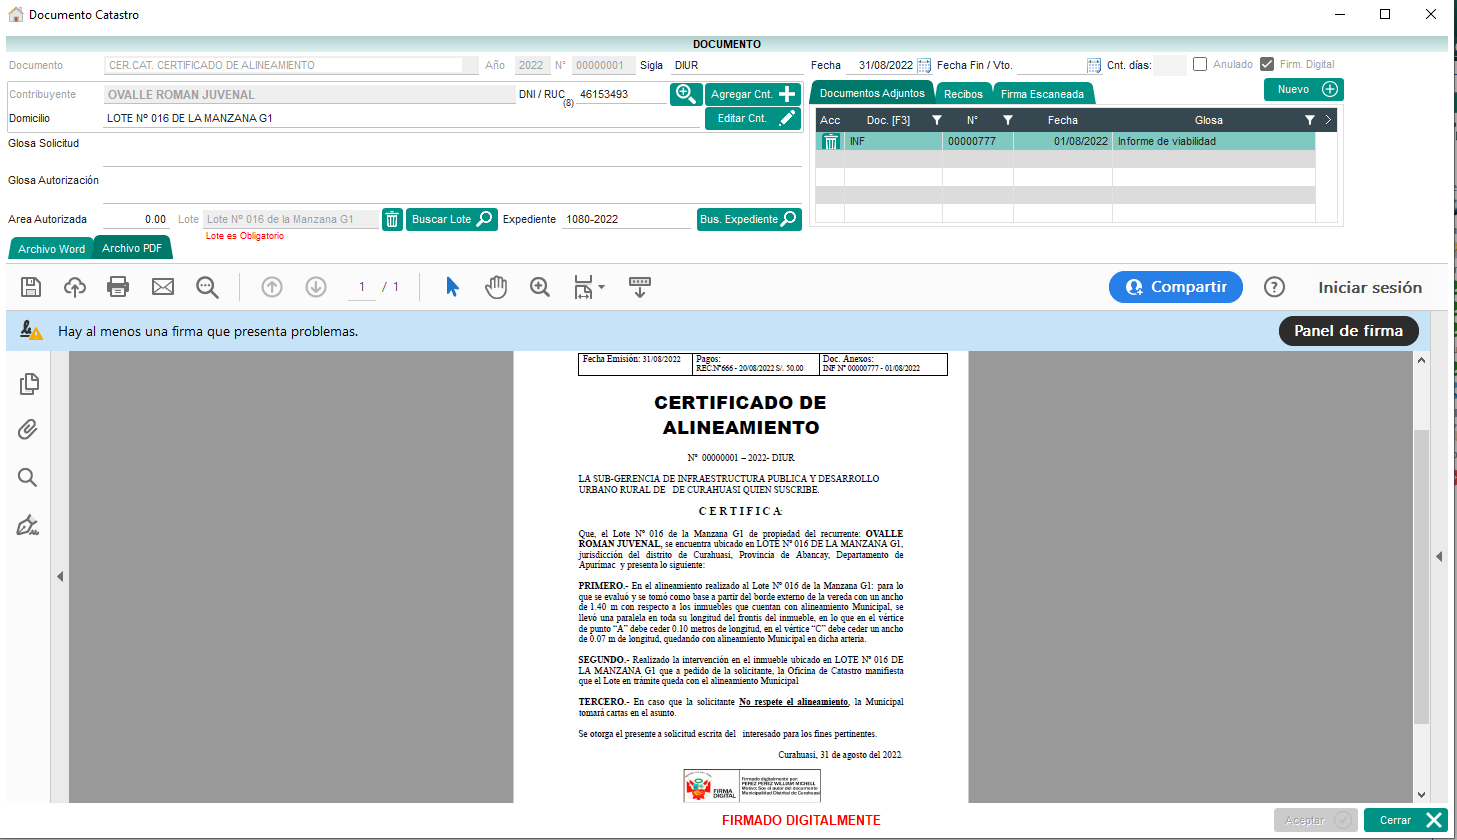 Documento Catastro
DOCUMENTO
Documento CER.CAT. CERTIFICADO DE ALINEAMIENTO Año 2022 N° 00000001 Sigla DIUR Fecha 31/08/2022 Fecha Fin / Vto. Cnt. días: Anulado Firm. Digital
Contribuyente OVALLE ROMAN JUVENAL DNI / RUC (8) 46153493 Agregar Cnt.
Domicilio LOTE Nº 016 DE LA MANZANA G1 Editar Cnt.
Glosa Solicitud
Glosa Autorización
Area Autorizada 0.00 Lote Lote Nº 016 de la Manzana G1 Buscar Lote Expediente 1080-2022 Bus. Expediente
Lote es Obligatorio
Documentos Adjuntos Recibos Firma Escaneada Nuevo
Acc Doc. [F3] N° Fecha Glosa
INF 00000777 01/08/2022 Informe de viabilidad
Archivo Word Archivo PDF
1 / 1 Compartir Iniciar sesión
Hay al menos una firma que presenta problemas. Panel de firma
Fecha Emisión: 31/08/2022 Pagos: Doc. Anexos:
REC.Nº666 - 20/08/2022 S/. 50.00 INF Nº 00000777 - 01/08/2022
CERTIFICADO DE
ALINEAMIENTO
Nº 00000001 – 2022- DIUR
LA SUB-GERENCIA DE INFRAESTRUCTURA PUBLICA Y DESARROLLO
URBANO RURAL DE DE CURAHUASI QUIEN SUSCRIBE.
C E R T I F I C A:
Que, el Lote Nº 016 de la Manzana G1 de propiedad del recurrente: OVALLE
ROMAN JUVENAL, se encuentra ubicado en LOTE Nº 016 DE LA MANZANA G1,
jurisdicción del distrito de Curahuasi, Provincia de Abancay, Departamento de
Apurímac y presenta lo siguiente:
PRIMERO.- En el alineamiento realizado al Lote Nº 016 de la Manzana G1: para lo
que se evaluó y se tomó como base a partir del borde externo de la vereda con un ancho
de 1.40 m con respecto a los inmuebles que cuentan con alineamiento Municipal, se
llevó una paralela en toda su longitud del frontis del inmueble, en lo que en el vértice
de punto “A” debe ceder 0.10 metros de longitud, en el vértice “C” debe ceder un ancho
de 0.07 m de longitud, quedando con alineamiento Municipal en dicha arteria.
SEGUNDO.- Realizado la intervención en el inmueble ubicado en LOTE Nº 016 DE
LA MANZANA G1 que a pedido de la solicitante, la Oficina de Catastro manifiesta
que el Lote en trámite queda con el alineamiento Municipal
TERCERO.- En caso que la solicitante No respete el alineamiento, la Municipal
tomará cartas en el asunto.
Se otorga el presente a solicitud escrita del interesado para los fines pertinentes.
Curahuasi, 31 de agosto del 2022.
FIRMA
DIGITAL
Firmado digitalmente por:
PEREZ PEREZ WILLIAM MICHELL
Motivo: Soy el autor del documento
Municipalidad Distrital de Curahuasi
FIRMADO DIGITALMENTE
Aceptar Cerrar